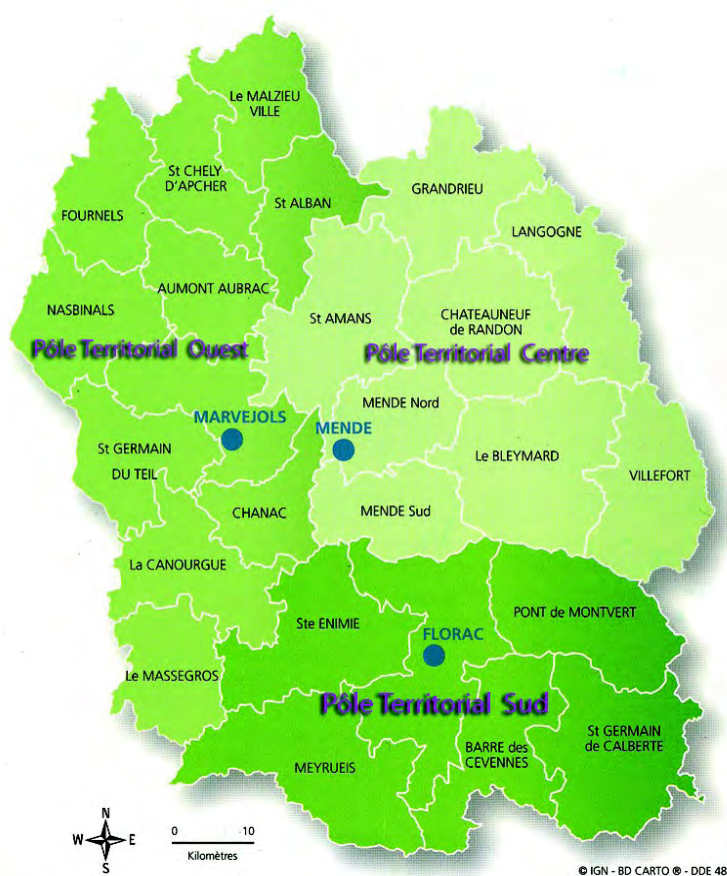 Le MALZIEU
VILLE
St CHELY
D'APCHER
St ALBAN
GRANDRIEU
FOURNELS
LANGOGNE
AUMONT AUBRAC
NASBINALS
St AMANS
CHATEAUNEUF
de RANDON
Pôle Territorial Ouest
Pôle Territorial Centre
MENDE Nord
MARVEJOLS
MENDE
St GERMAIN
DU TEIL
Le BLEYMARD
VILLEFORT
CHANAC
MENDE Sud
La CANOURGUE
PONT de MONTVERT
Ste ENIMIE
FLORAC
Le MASSEGROS
Pôle Territorial Sud
St GERMAIN
de CALBERTE
BARRE des
CEVENNES
MEYRUEIS
N
W
E
S
0 10
Kilomètres
© IGN - BD CARTO ® - DDE 48